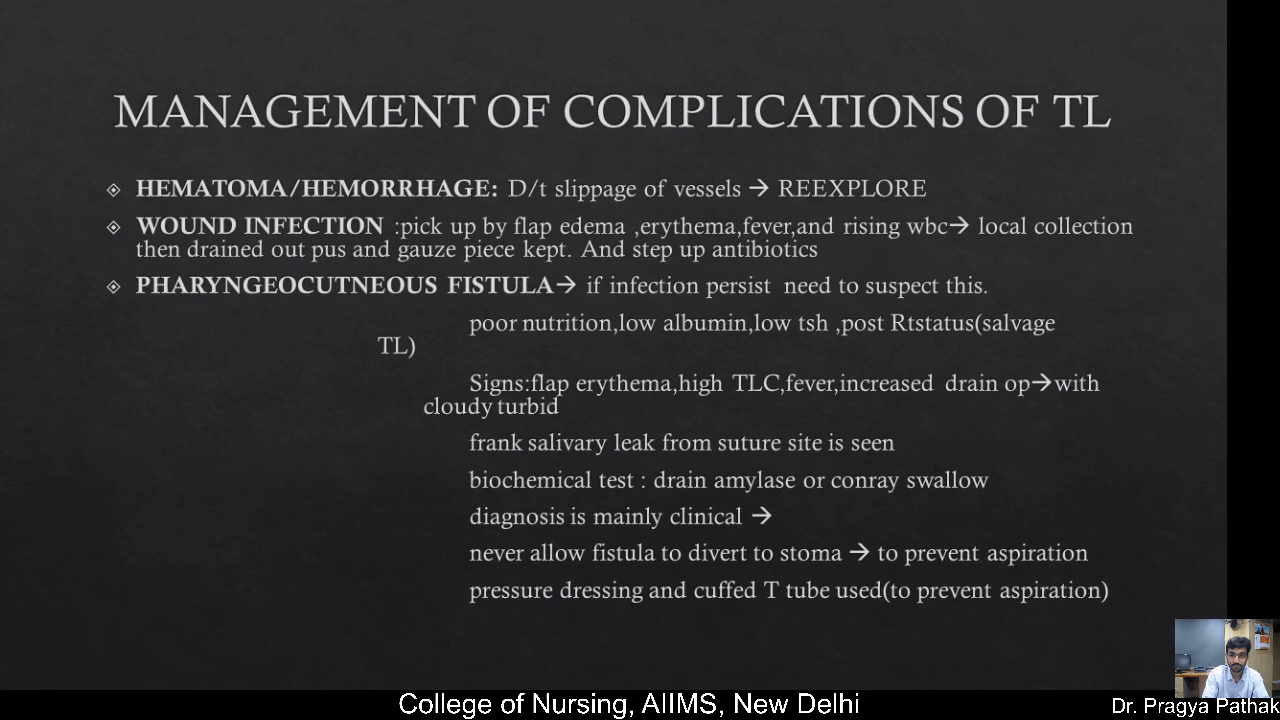 MANAGEMENT OF COMPLICATIONS OF TL
HEMATOMA/HEMORRHAGE: D/t slippage of vessels → REEXPLORE
WOUND INFECTION :pick up by flap edema ,erythema,fever,and rising wbc→ local collection
then drained out pus and gauze piece kept. And step up antibiotics
PHARYNGEOCUTNEOUS FISTULA→ if infection persist need to suspect this.
poor nutrition,low albumin,low tsh ,post Rtstatus(salvage
TL)
Signs:flap erythema,high TLC,fever,increased drain op→with
cloudy turbid
frank salivary leak from suture site is seen
biochemical test : drain amylase or conray swallow
diagnosis is mainly clinical →
never allow fistula to divert to stoma → to prevent aspiration
pressure dressing and cuffed T tube used(to prevent aspiration)
College of Nursing, AIIMS, New Delhi
Dr. Pragya Pathak